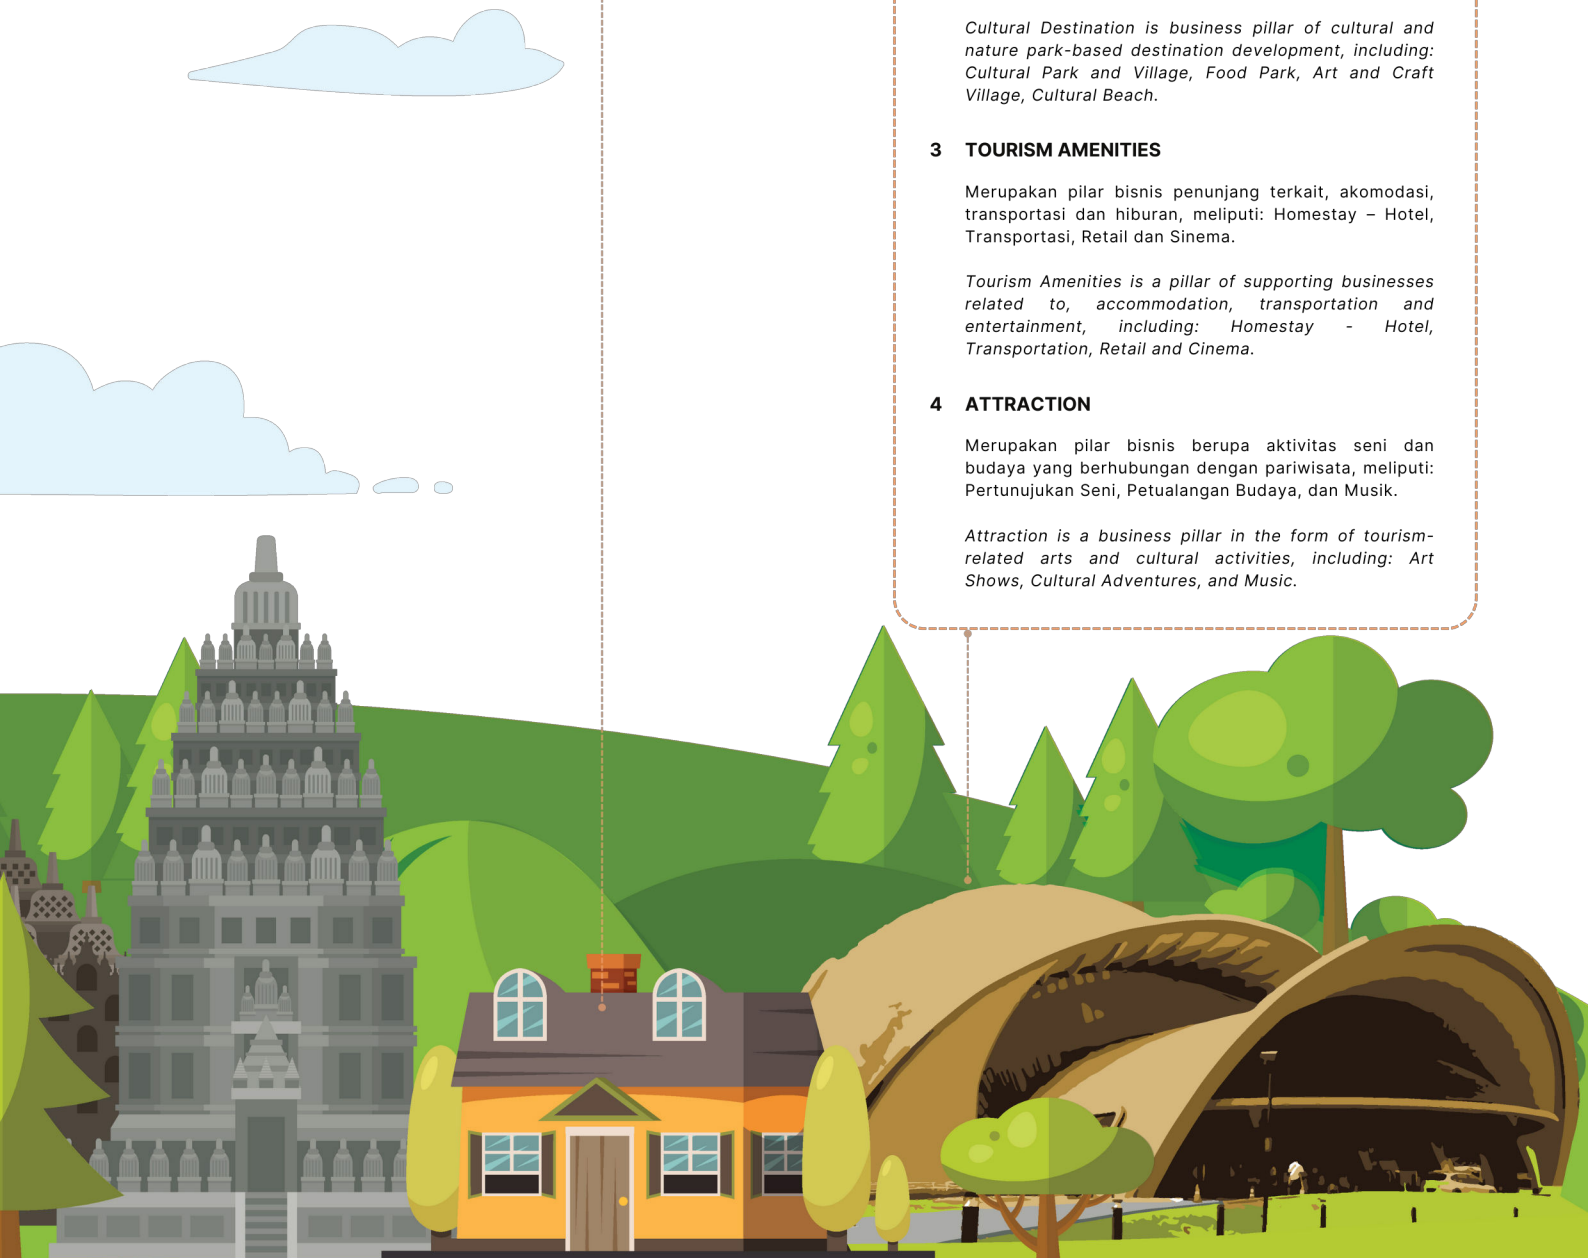 Cultural Destination is business pillar of cultural and
nature park-based destination development, including:
Cultural Park and Village, Food Park, Art and Craft
Village, Cultural Beach.
3 TOURISM AMENITIES
Merupakan pilar bisnis penunjang terkait, akomodasi,
transportasi dan hiburan, meliputi: Homestay – Hotel,
Transportasi, Retail dan Sinema.
Tourism Amenities is a pillar of supporting businesses
related to, accommodation, transportation and
entertainment, including: Homestay - Hotel,
Transportation, Retail and Cinema.
4 ATTRACTION
Merupakan pilar bisnis berupa aktivitas seni dan
budaya yang berhubungan dengan pariwisata, meliputi:
Pertunujukan Seni, Petualangan Budaya, dan Musik.
Attraction is a business pillar in the form of tourism-
related arts and cultural activities, including: Art
Shows, Cultural Adventures, and Music.